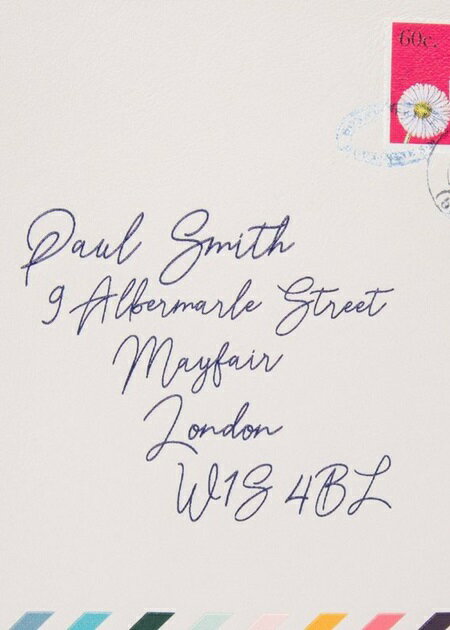 60c.
Paul Smith
9 Albermarle Street
Mayfair
London
W1S 4BL